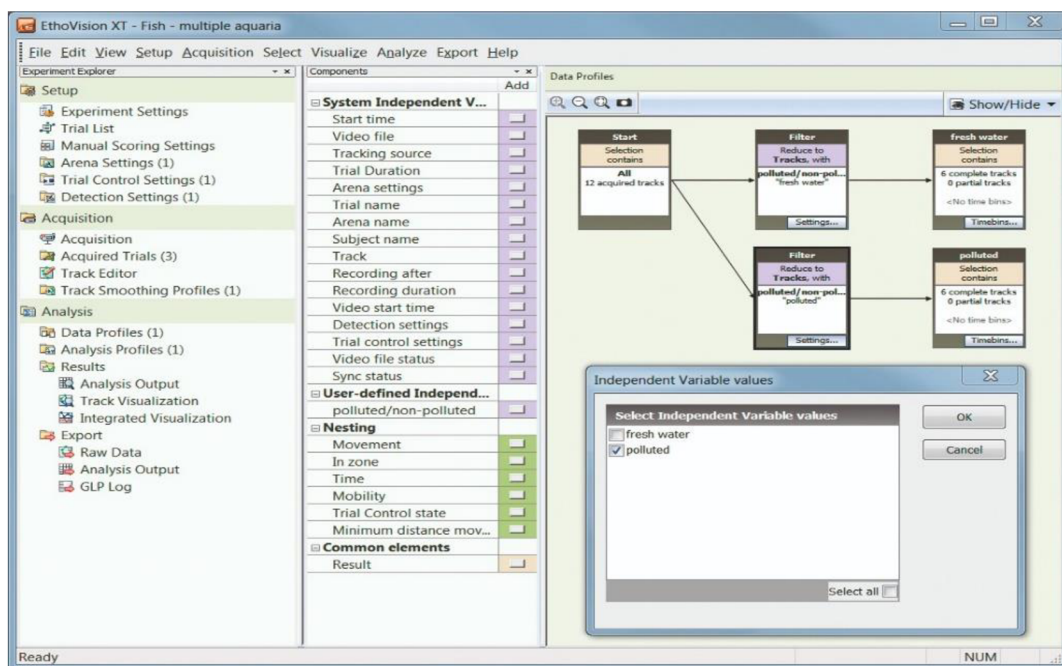 EthoVision XT - Fish - multiple aquaria
File Edit View Setup Acquisition Select Visualize Analyze Export Help
Experiment Explorer
Setup
Experiment Settings
Trial List
Manual Scoring Settings
Arena Settings (1)
Trial Control Settings (1)
Detection Settings (1)
Acquisition
Acquisition
Acquired Trials (3)
Track Editor
Track Smoothing Profiles (1)
Analysis
Data Profiles (1)
Analysis Profiles (1)
Results
Analysis Output
Track Visualization
Integrated Visualization
Export
Raw Data
Analysis Output
GLP Log
Components
Add
System Independent V...
Start time
Video file
Tracking source
Trial Duration
Arena settings
Trial name
Arena name
Subject name
Track
Recording after
Recording duration
Video start time
Detection settings
Trial control settings
Video file status
Sync status
User-defined Independ...
polluted/non-polluted
Nesting
Movement
In zone
Time
Mobility
Trial Control state
Minimum distance mov...
Common elements
Result
Data Profiles
Show/Hide
Start
Selection
contains
All
12 acquired tracks
Filter
Reduce to
Tracks, with
polluted/non-pol...
"fresh water"
Settings...
fresh water
Selection
contains
6 complete tracks
0 partial tracks
<No time bins>
Timebins...
Filter
Reduce to
Tracks, with
polluted/non-pol...
"polluted"
Settings...
polluted
Selection
contains
6 complete tracks
0 partial tracks
<No time bins>
Timebins...
Independent Variable values
Select Independent Variable values
fresh water
polluted
Select all
OK
Cancel
Ready
NUM